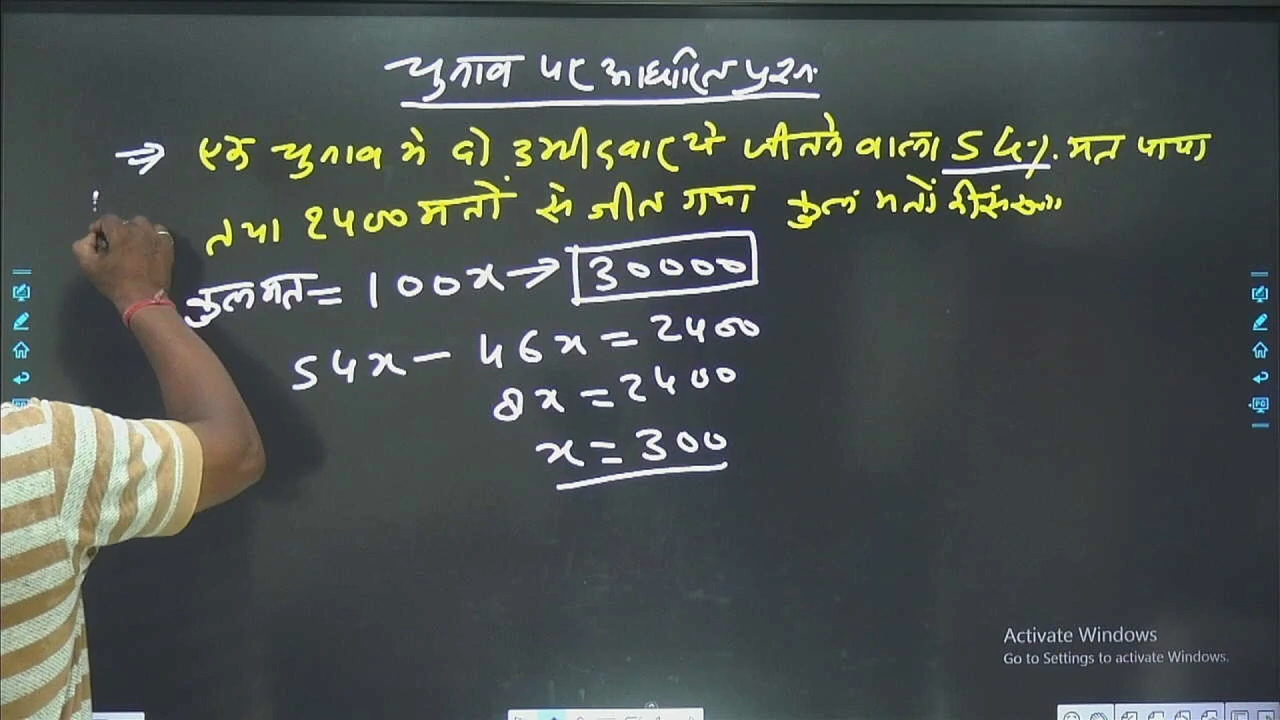 चुनाव पर आधारित प्रश्न
⇒ एक चुनाव मे दो उम्मीदवार थे जीतने वाला 54%. मत पाया
तथा 2400 मतों से जीत गया कुल मतों की संख्या
कुल मत = 100x → 30000
54x - 46x = 2400
8x = 2400
x = 300
Activate Windows
Go to Settings to activate Windows.